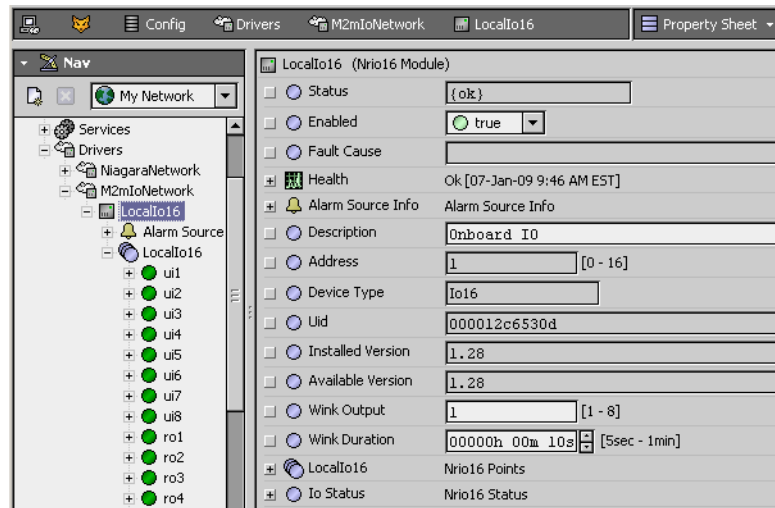 Config Drivers M2mIoNetwork LocalIo16 Property Sheet
Nav
My Network
Services
Drivers
NiagaraNetwork
M2mIoNetwork
LocalIo16
Alarm Source
LocalIo16
ui1
ui2
ui3
ui4
ui5
ui6
ui7
ui8
ro1
ro2
ro3
ro4
LocalIo16 (Nrio16 Module)
Status {ok}
Enabled true
Fault Cause
Health Ok [07-Jan-09 9:46 AM EST]
Alarm Source Info Alarm Source Info
Description Onboard IO
Address 1 [0 - 16]
Device Type Io16
Uid 000012c6530d
Installed Version 1.28
Available Version 1.28
Wink Output 1 [1 - 8]
Wink Duration 00000h 00m 10s [5sec - 1min]
LocalIo16 Nrio16 Points
Io Status Nrio16 Status